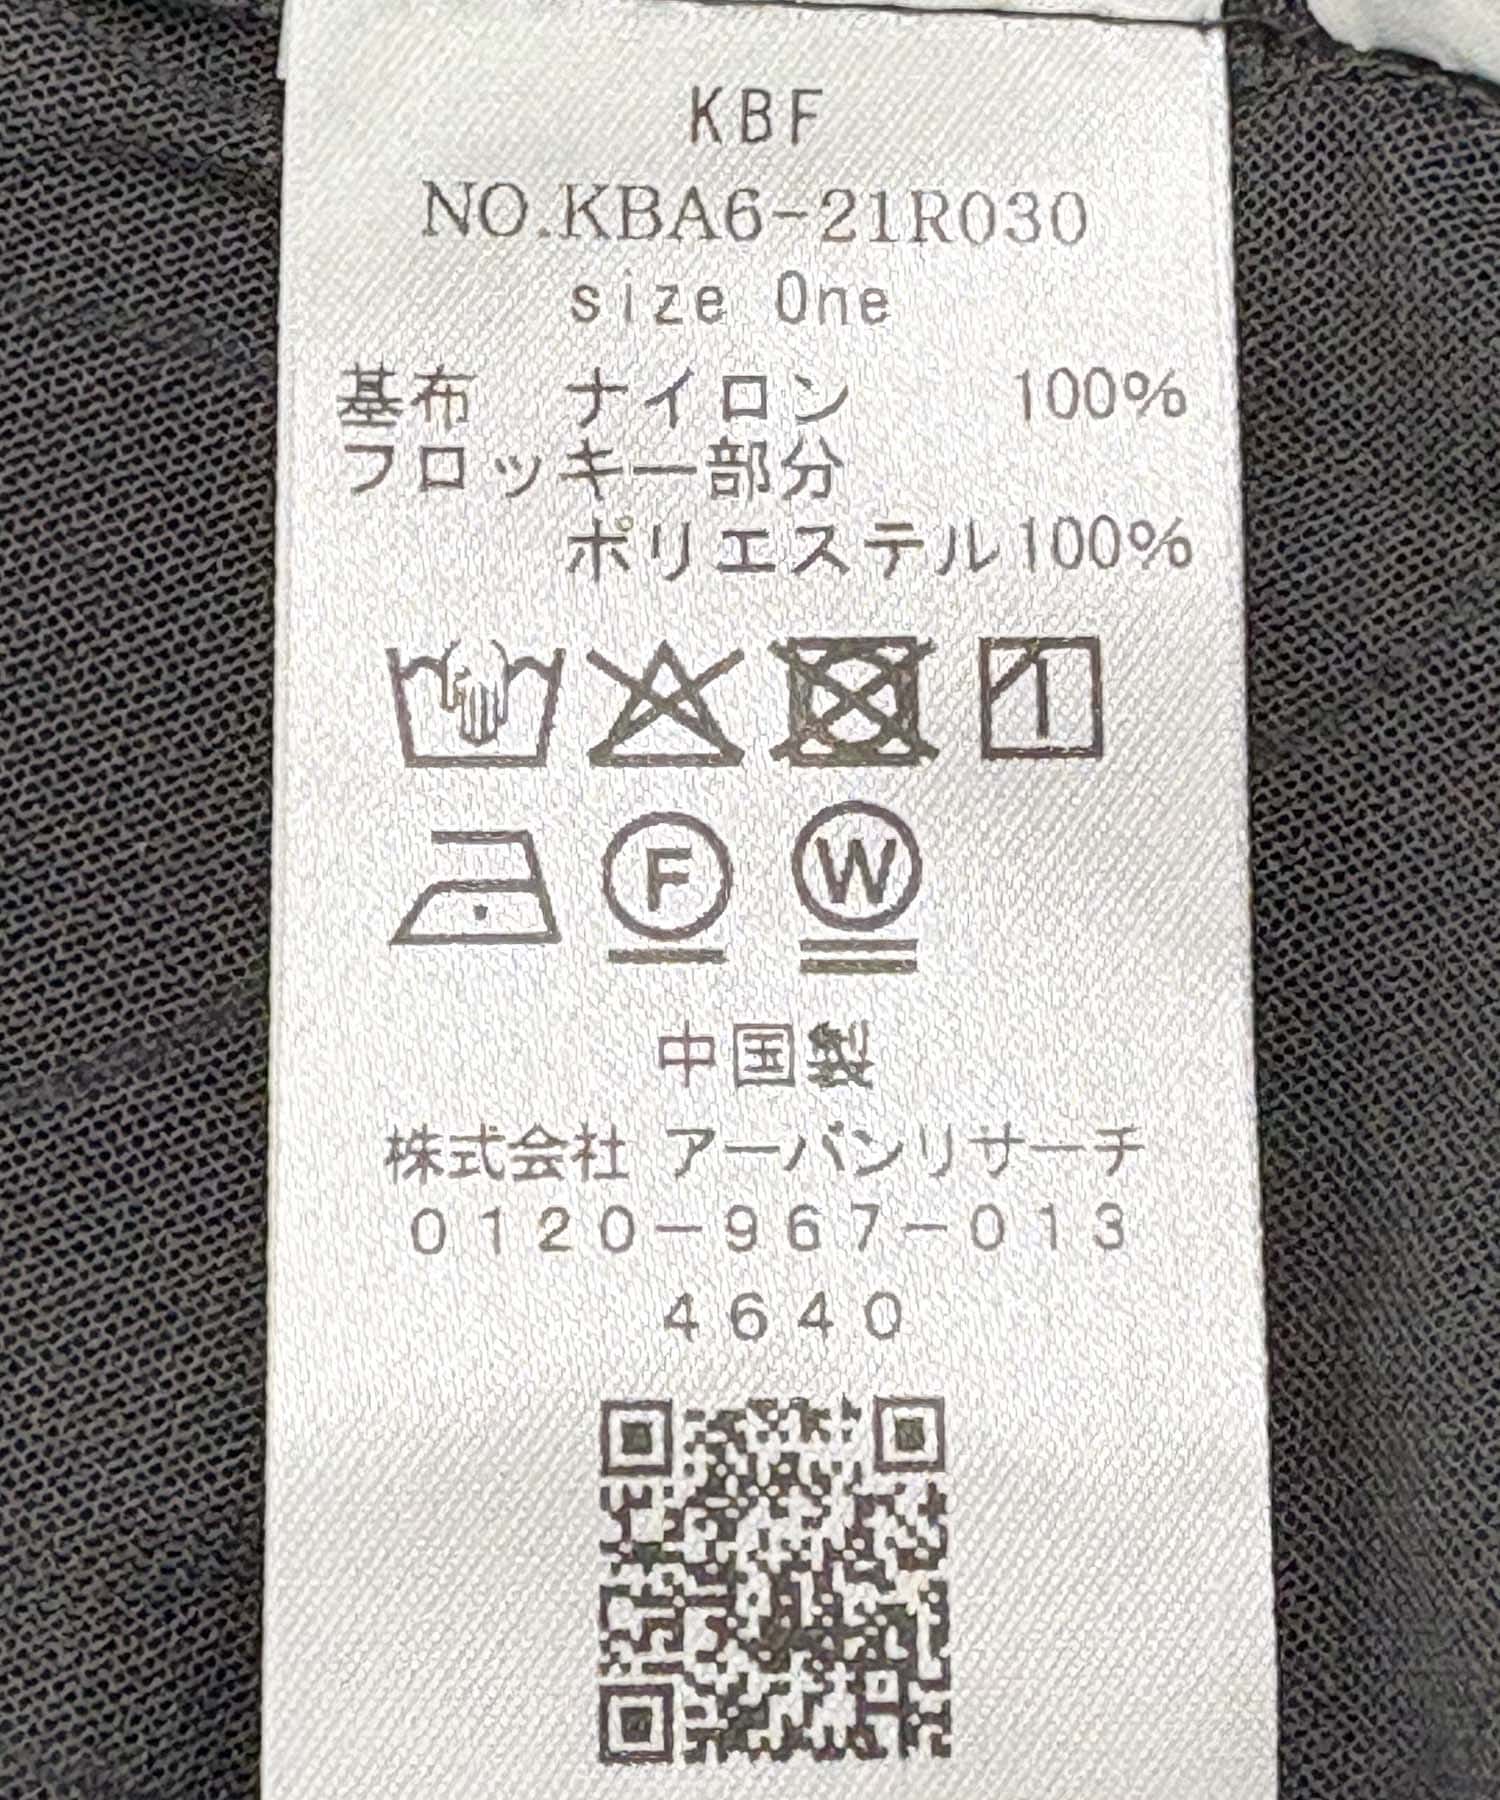 KBF
NO.KBA6-21R030
size One
基布 ナイロン 100%
フロッキー部分
ポリエステル100%
F W
中国製
株式会社 アーバンリサーチ
0120-967-013
4640